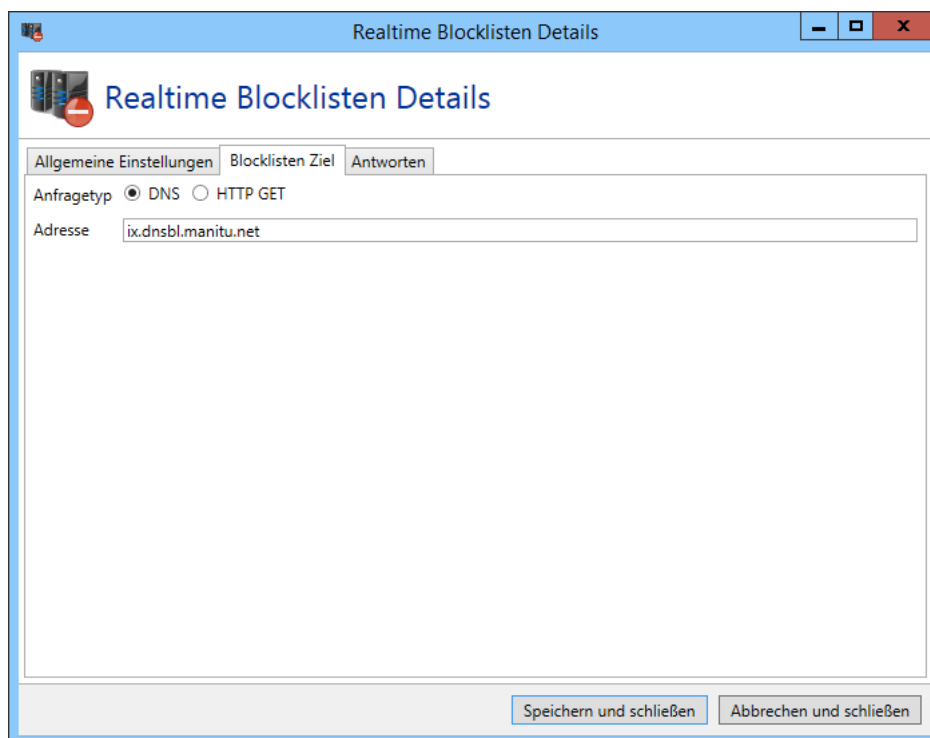 Realtime Blocklisten Details
Realtime Blocklisten Details
Allgemeine Einstellungen Blocklisten Ziel Antworten
Anfragetyp DNS HTTP GET
Adresse ix.dnsbl.manitu.net
Speichern und schließen Abbrechen und schließen